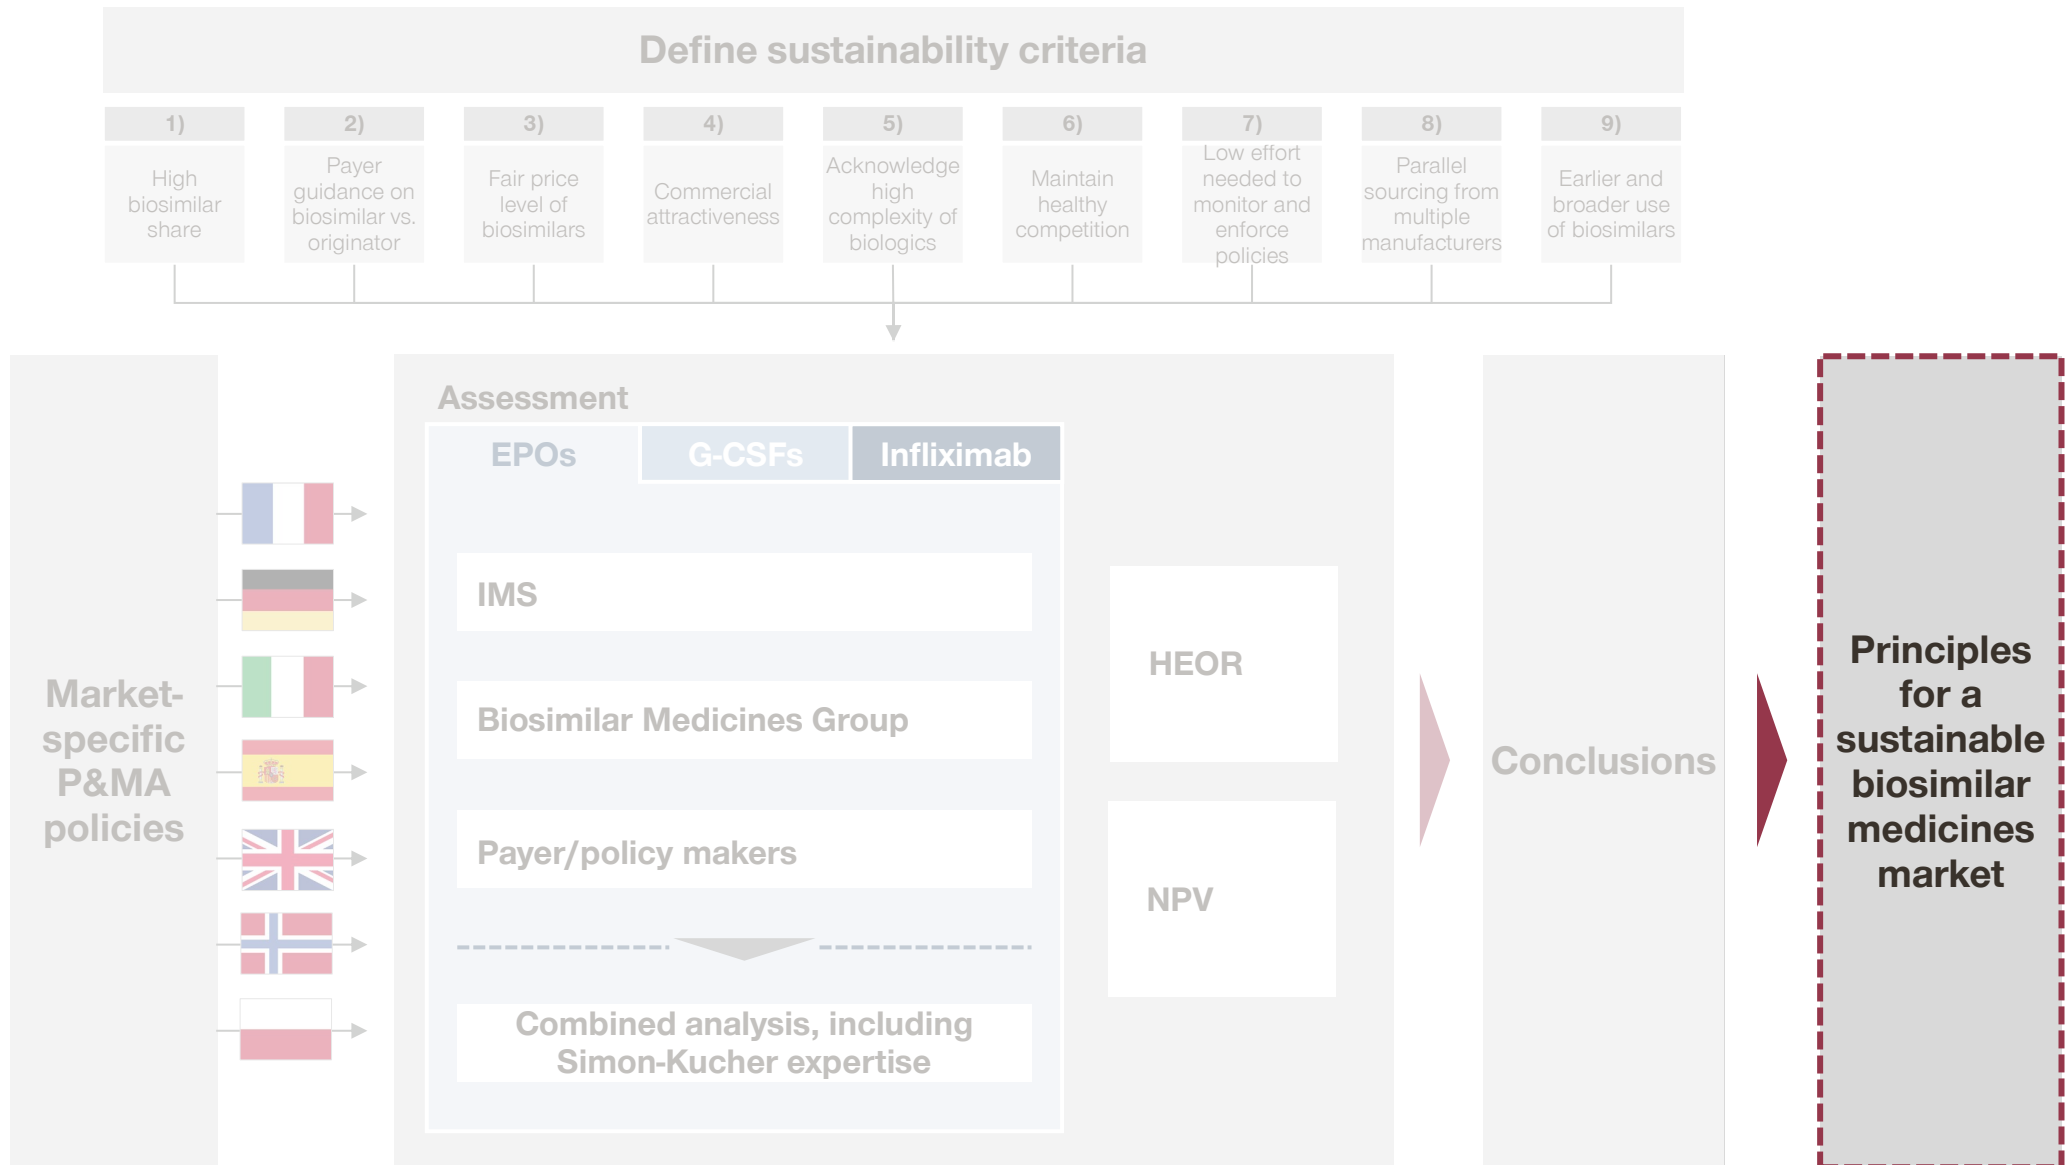 Define sustainability criteria
1)
High
biosimilar
share
2)
Payer
guidance on
biosimilar vs.
originator
3)
Fair price
level of
biosimilars
4)
Commercial
attractiveness
5)
Acknowledge
high
complexity of
biologics
6)
Maintain
healthy
competition
7)
Low effort
needed to
monitor and
enforce
policies
8)
Parallel
sourcing from
multiple
manufacturers
9)
Earlier and
broader use
of biosimilars
Market-
specific
P&MA
policies
Assessment
EPOs
G-CSFs
Infliximab
IMS
Biosimilar Medicines Group
Payer/policy makers
Combined analysis, including
Simon-Kucher expertise
HEOR
NPV
Conclusions
Principles
for a
sustainable
biosimilar
medicines
market